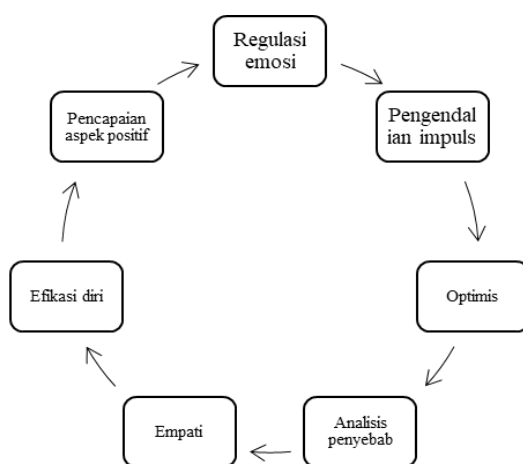 Regulasi
emosi
Pengendal
ian impuls
Optimis
Analisis
penyebab
Empati
Efikasi diri
Pencapaian
aspek positif